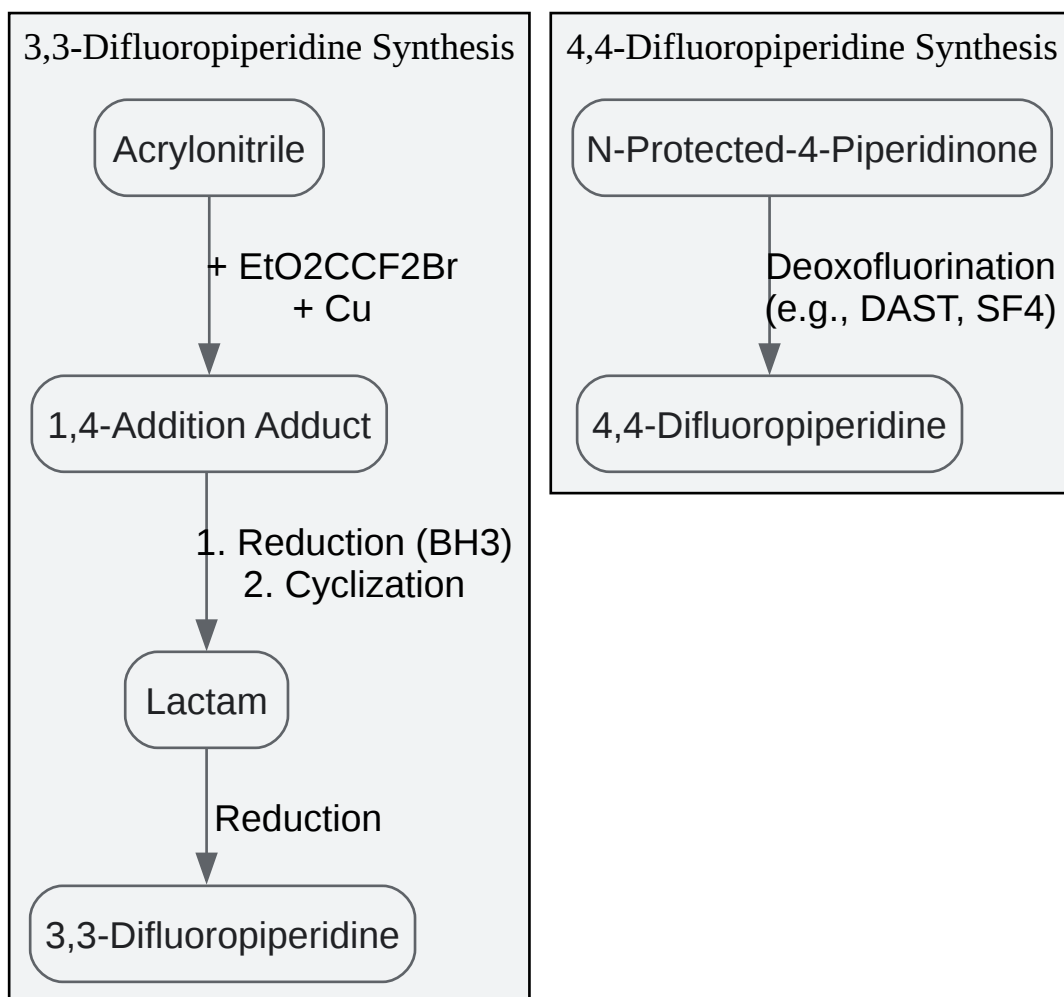 3,3-Difluoropiperidine Synthesis
Acrylonitrile
+ EtO2CCF2Br
+ Cu
1,4-Addition Adduct
1. Reduction (BH3)
2. Cyclization
Lactam
Reduction
3,3-Difluoropiperidine
4,4-Difluoropiperidine Synthesis
N-Protected-4-Piperidinone
Deoxofluorination
(e.g., DAST, SF4)
4,4-Difluoropiperidine